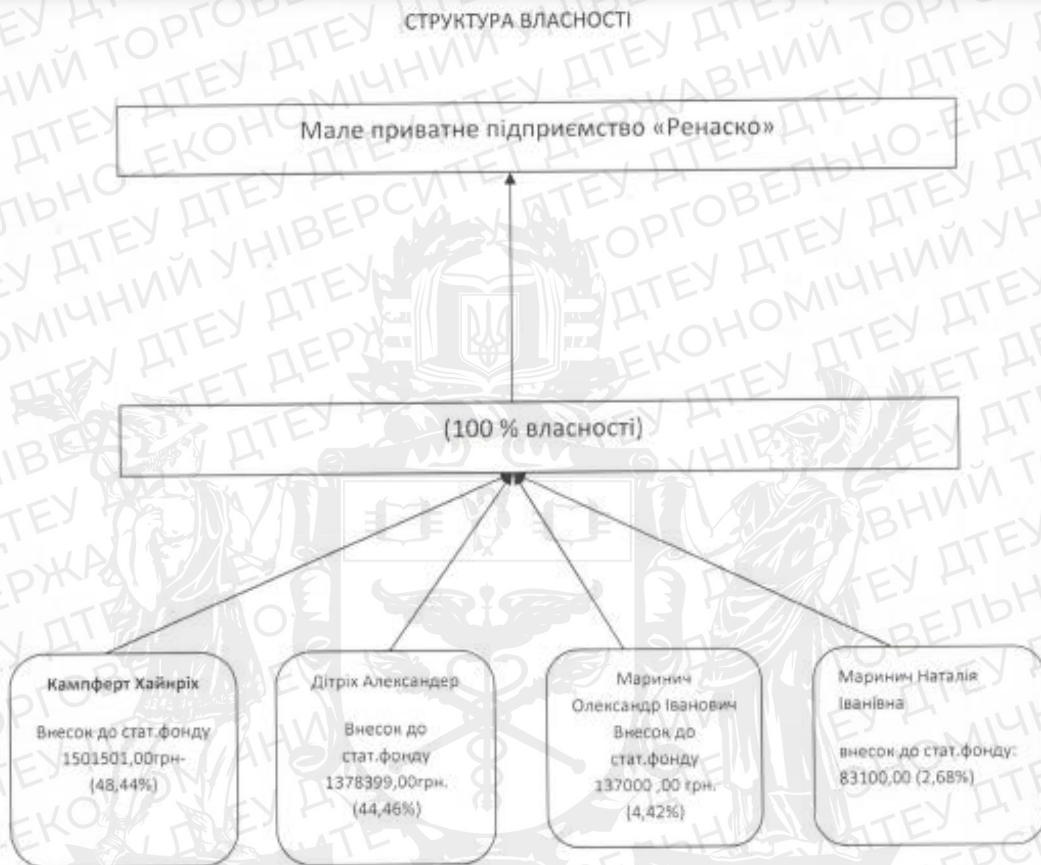 СТРУКТУРА ВЛАСНОСТІ
Мале приватне підприємство «Ренаско»
(100 % власності)
Кампферт Хайнріх
Внесок до стат.фонду
1501501,00грн-
(48,44%)
Дітріх Александер
Внесок до
стат.фонду
1378399,00грн.
(44,46%)
Маринич
Олександр Іванович
Внесок до
стат.фонду
137000 ,00 грн.
(4,42%)
Маринич Наталія
Іванівна
внесок до стат.фонду:
83100,00 (2,68%)